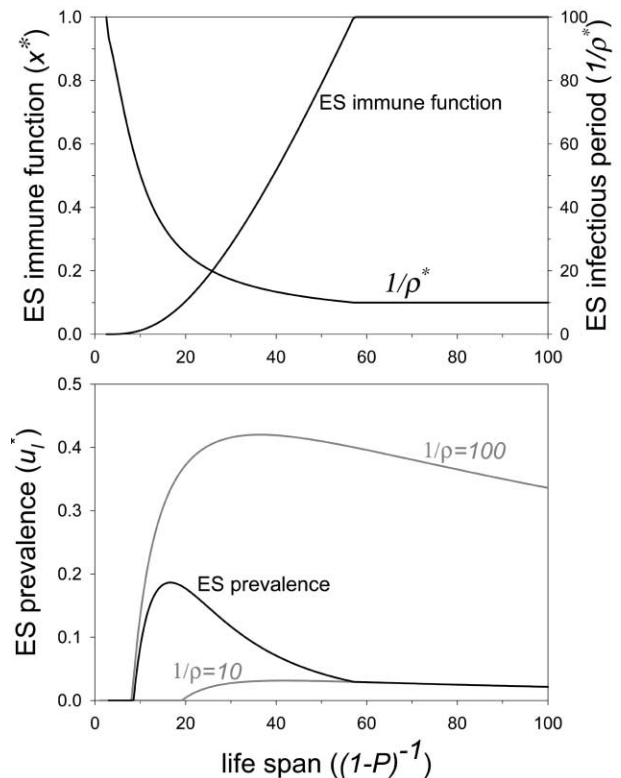 ES immune function (x*)
1.0
0.8
0.6
0.4
0.2
0.0
ES immune function
1/ρ*
100
80
60
40
20
0
ES infectious period (1/ρ*)
0 20 40 60 80 100
ES prevalence (u_I^*)
0.5
0.4
0.3
0.2
0.1
0.0
1/ρ=100
ES prevalence
1/ρ=10
0 20 40 60 80 100
life span ((1-P)^-1)